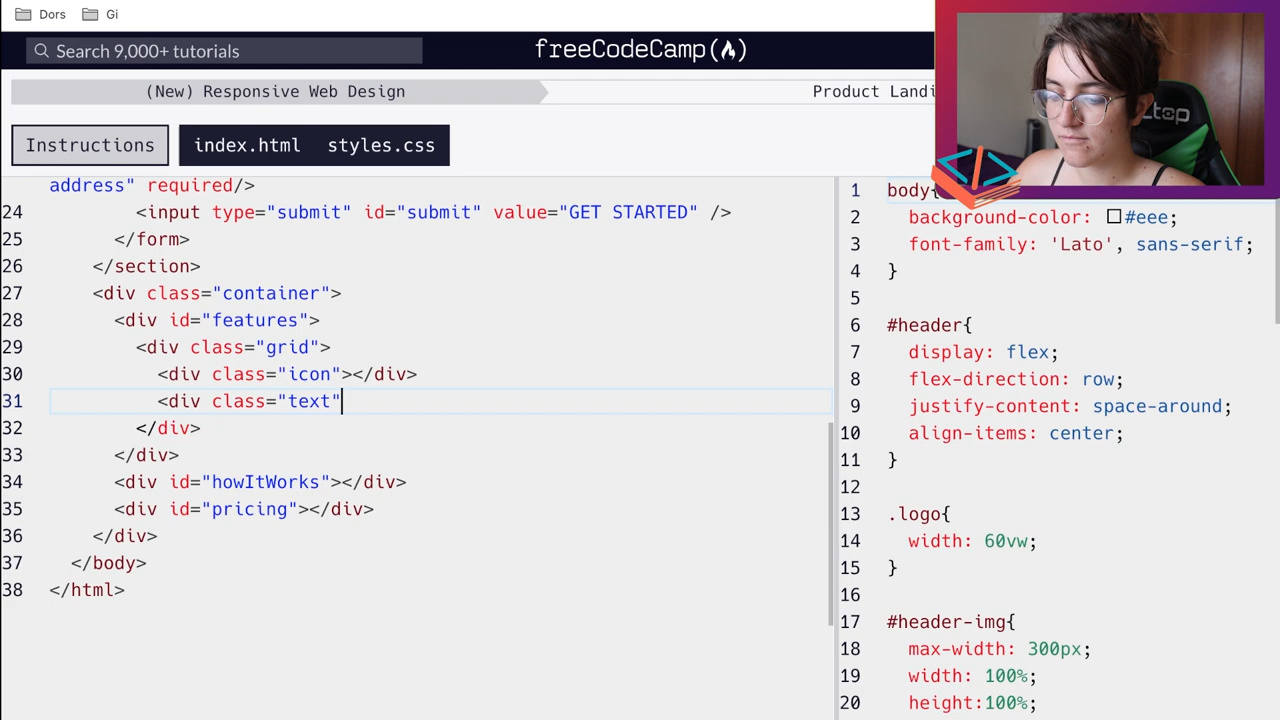 Dors Gi
Search 9,000+ tutorials
freeCodeCamp(🔥)
(New) Responsive Web Design
Product Landi
Instructions
index.html styles.css
address" required/>
24 <input type="submit" id="submit" value="GET STARTED" />
25 </form>
26 </section>
27 <div class="container">
28 <div id="features">
29 <div class="grid">
30 <div class="icon"></div>
31 <div class="text"
32 </div>
33 </div>
34 <div id="howItWorks"></div>
35 <div id="pricing"></div>
36 </div>
37 </body>
38 </html>
1 body{
2 background-color: #eee;
3 font-family: 'Lato', sans-serif;
4 }
5
6 #header{
7 display: flex;
8 flex-direction: row;
9 justify-content: space-around;
10 align-items: center;
11 }
12
13 .logo{
14 width: 60vw;
15 }
16
17 #header-img{
18 max-width: 300px;
19 width: 100%;
20 height:100%;